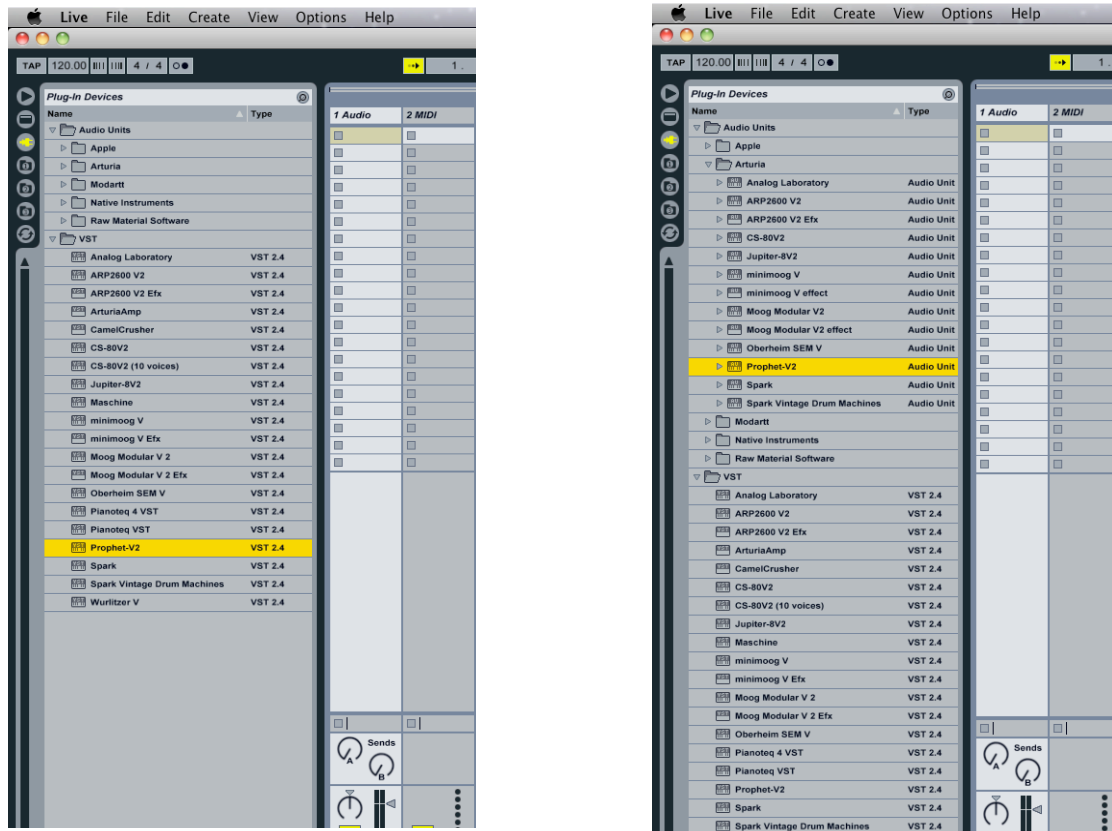 Live File Edit Create View Options Help
TAP 120.00 4 / 4 1 .
Plug-In Devices
Name Type
Audio Units
Apple
Arturia
Modartt
Native Instruments
Raw Material Software
VST
Analog Laboratory VST 2.4
ARP2600 V2 VST 2.4
ARP2600 V2 Efx VST 2.4
ArturiaAmp VST 2.4
CamelCrusher VST 2.4
CS-80V2 VST 2.4
CS-80V2 (10 voices) VST 2.4
Jupiter-8V2 VST 2.4
Maschine VST 2.4
minimoog V VST 2.4
minimoog V Efx VST 2.4
Moog Modular V 2 VST 2.4
Moog Modular V 2 Efx VST 2.4
Oberheim SEM V VST 2.4
Pianoteq 4 VST VST 2.4
Pianoteq VST VST 2.4
Prophet-V2 VST 2.4
Spark VST 2.4
Spark Vintage Drum Machines VST 2.4
Wurlitzer V VST 2.4
1 Audio 2 MIDI
Sends
A
B
Live File Edit Create View Options Help
TAP 120.00 4 / 4 1 .
Plug-In Devices
Name Type
Audio Units
Apple
Arturia
Analog Laboratory Audio Unit
ARP2600 V2 Audio Unit
ARP2600 V2 Efx Audio Unit
CS-80V2 Audio Unit
Jupiter-8V2 Audio Unit
minimoog V Audio Unit
minimoog V effect Audio Unit
Moog Modular V2 Audio Unit
Moog Modular V2 effect Audio Unit
Oberheim SEM V Audio Unit
Prophet-V2 Audio Unit
Spark Audio Unit
Spark Vintage Drum Machines Audio Unit
Modartt
Native Instruments
Raw Material Software
VST
Analog Laboratory VST 2.4
ARP2600 V2 VST 2.4
ARP2600 V2 Efx VST 2.4
ArturiaAmp VST 2.4
CamelCrusher VST 2.4
CS-80V2 VST 2.4
CS-80V2 (10 voices) VST 2.4
Jupiter-8V2 VST 2.4
Maschine VST 2.4
minimoog V VST 2.4
minimoog V Efx VST 2.4
Moog Modular V 2 VST 2.4
Moog Modular V 2 Efx VST 2.4
Oberheim SEM V VST 2.4
Pianoteq 4 VST VST 2.4
Pianoteq VST VST 2.4
Prophet-V2 VST 2.4
Spark VST 2.4
Spark Vintage Drum Machines VST 2.4
1 Audio 2 MIDI
Sends
A
B